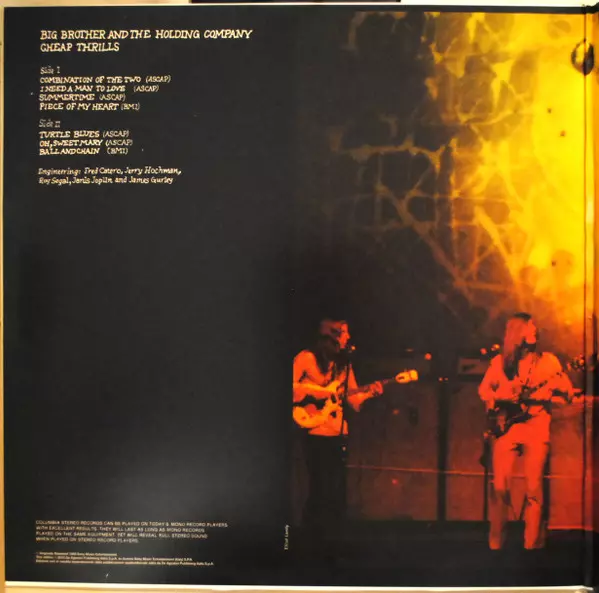 BIG BROTHER AND THE HOLDING COMPANY
CHEAP THRILLS
Side I
COMBINATION OF THE TWO (ASCAP)
I NEED A MAN TO LOVE (ASCAP)
SUMMERTIME (ASCAP)
PIECE OF MY HEART (BMI)
Side II
TURTLE BLUES (ASCAP)
OH, SWEET MARY (ASCAP)
BALL AND CHAIN (BMI)
Engineering: Fred Catero, Jerry Hochman,
Roy Segal, Janis Joplin and James Gurley
COLUMBIA STEREO RECORDS CAN BE PLAYED ON TODAY'S MONO RECORD PLAYERS
WITH EXCELLENT RESULTS. THEY WILL LAST AS LONG AS MONO RECORDS
PLAYED ON THE SAME EQUIPMENT, YET WILL REVEAL FULL STEREO SOUND
WHEN PLAYED ON STEREO RECORD PLAYERS.
Elliot Landy